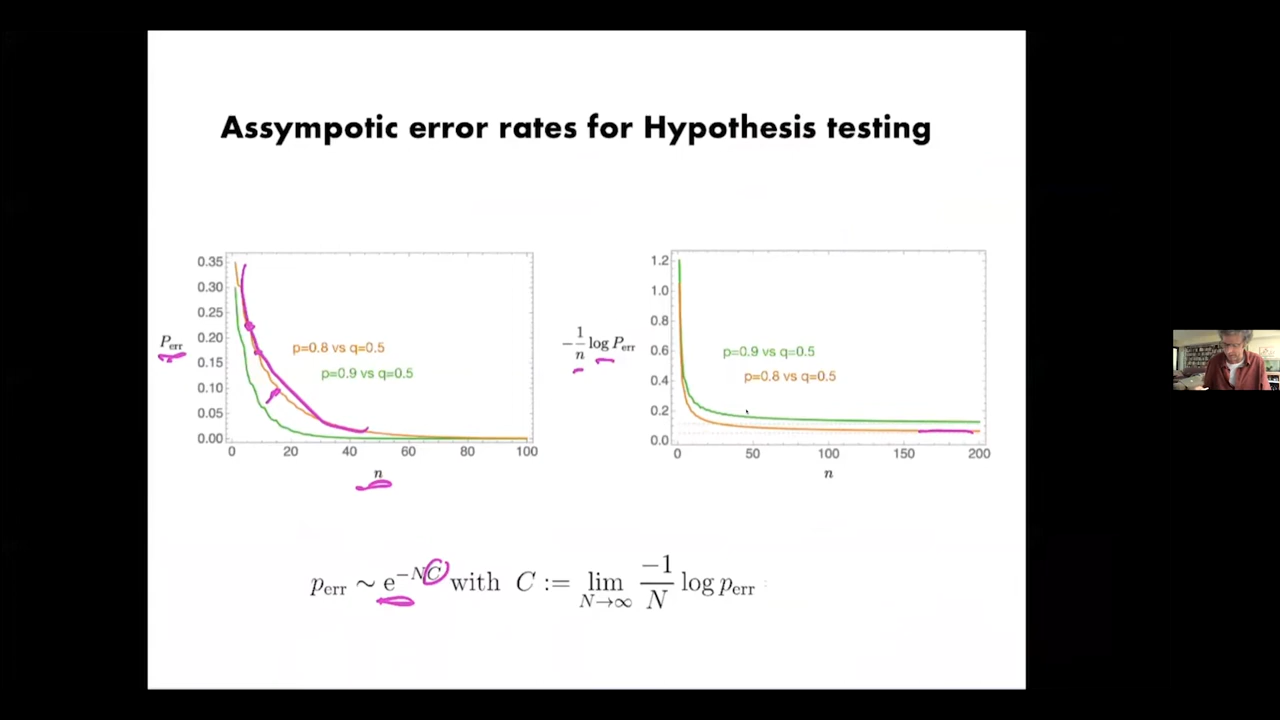 Assympotic error rates for Hypothesis testing
0.35
0.30
0.25
0.20
0.15
0.10
0.05
0.00
P_err
p=0.8 vs q=0.5
p=0.9 vs q=0.5
0 20 40 60 80 100
n
1.2
1.0
0.8
0.6
0.4
0.2
0.0
−1/n log P_err
p=0.9 vs q=0.5
p=0.8 vs q=0.5
0 50 100 150 200
n
p_err ∼ e^−NC with C := lim_N→∞ −1/N log p_err